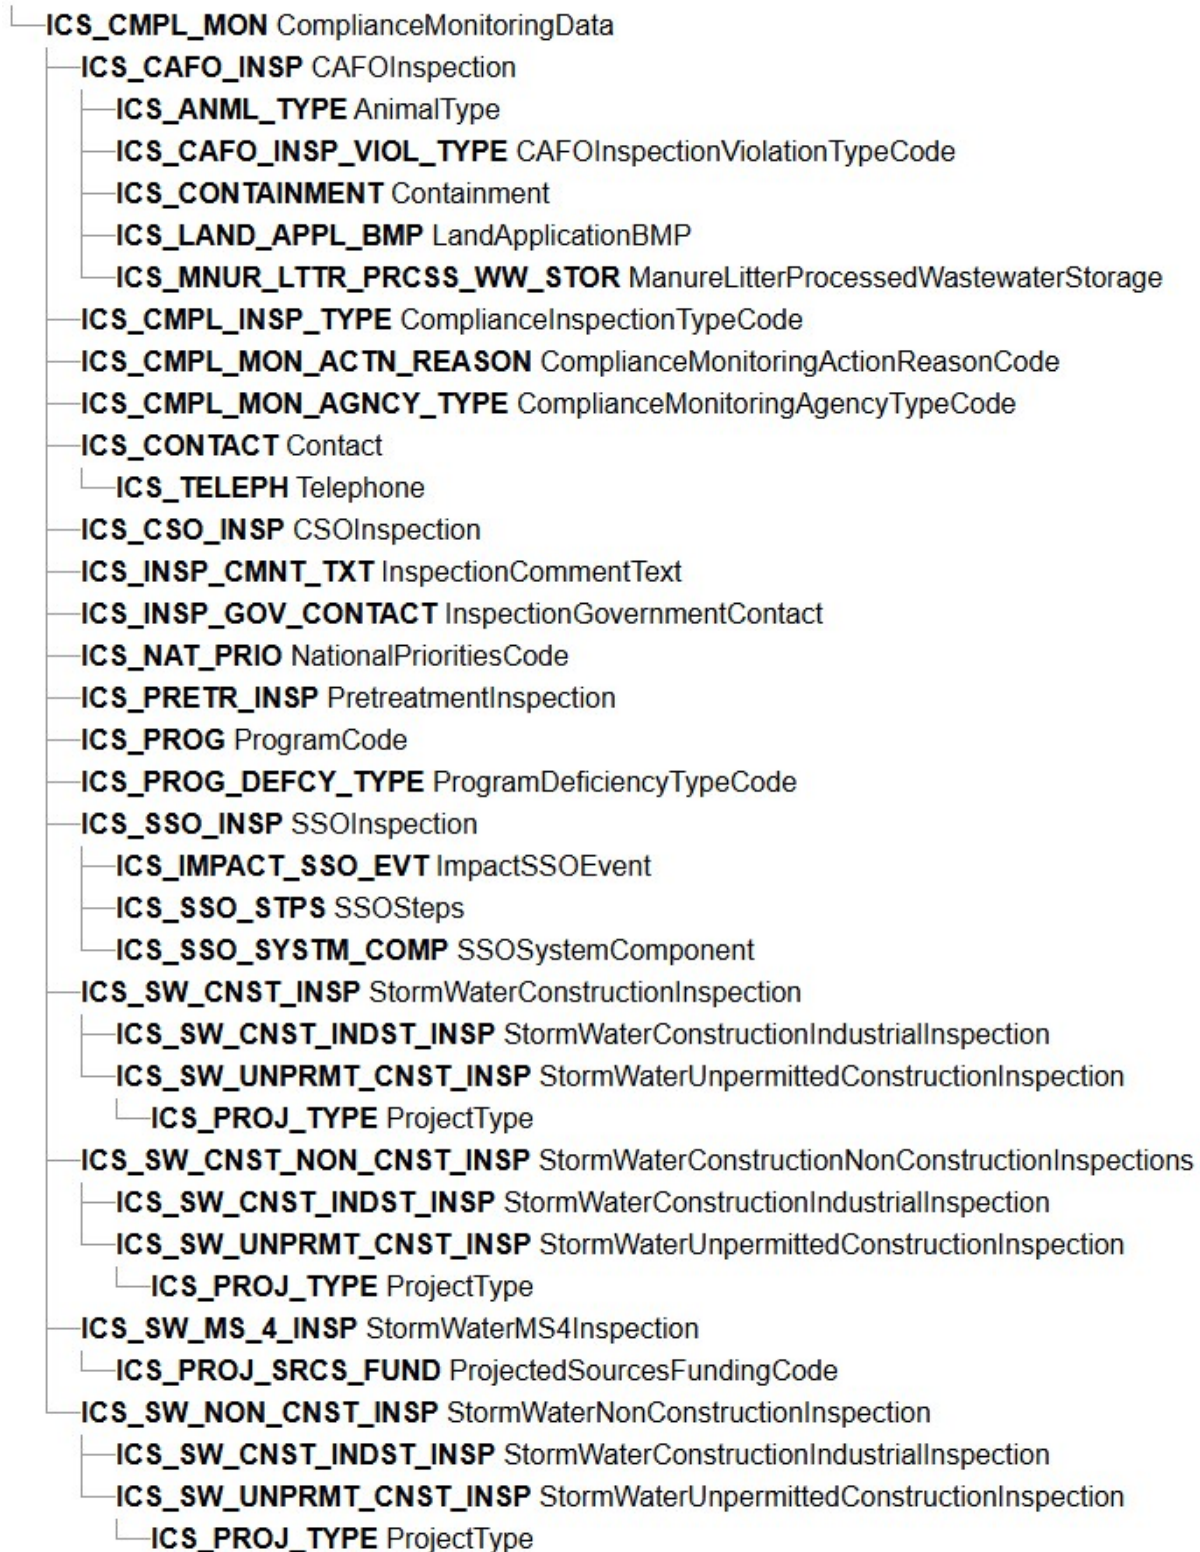 ICS_CMPL_MON ComplianceMonitoringData
ICS_CAFO_INSP CAFOInspection
ICS_ANML_TYPE AnimalType
ICS_CAFO_INSP_VIOL_TYPE CAFOInspectionViolationTypeCode
ICS_CONTAINMENT Containment
ICS_LAND_APPL_BMP LandApplicationBMP
ICS_MNUR_LTTR_PRCSS_WW_STOR ManureLitterProcessedWastewaterStorage
ICS_CMPL_INSP_TYPE ComplianceInspectionTypeCode
ICS_CMPL_MON_ACTN_REASON ComplianceMonitoringActionReasonCode
ICS_CMPL_MON_AGNCY_TYPE ComplianceMonitoringAgencyTypeCode
ICS_CONTACT Contact
ICS_TELEPH Telephone
ICS_CSO_INSP CSOInspection
ICS_INSP_CMNT_TXT InspectionCommentText
ICS_INSP_GOV_CONTACT InspectionGovernmentContact
ICS_NAT_PRIO NationalPrioritiesCode
ICS_PRETR_INSP PretreatmentInspection
ICS_PROG ProgramCode
ICS_PROG_DEFCY_TYPE ProgramDeficiencyTypeCode
ICS_SSO_INSP SSOInspection
ICS_IMPACT_SSO_EVT ImpactSSOEvent
ICS_SSO_STPS SSOSteps
ICS_SSO_SYSTM_COMP SSOSystemComponent
ICS_SW_CNST_INSP StormWaterConstructionInspection
ICS_SW_CNST_INDST_INSP StormWaterConstructionIndustrialInspection
ICS_SW_UNPRMT_CNST_INSP StormWaterUnpermittedConstructionInspection
ICS_PROJ_TYPE ProjectType
ICS_SW_CNST_NON_CNST_INSP StormWaterConstructionNonConstructionInspections
ICS_SW_CNST_INDST_INSP StormWaterConstructionIndustrialInspection
ICS_SW_UNPRMT_CNST_INSP StormWaterUnpermittedConstructionInspection
ICS_PROJ_TYPE ProjectType
ICS_SW_MS_4_INSP StormWaterMS4Inspection
ICS_PROJ_SRCS_FUND ProjectedSourcesFundingCode
ICS_SW_NON_CNST_INSP StormWaterNonConstructionInspection
ICS_SW_CNST_INDST_INSP StormWaterConstructionIndustrialInspection
ICS_SW_UNPRMT_CNST_INSP StormWaterUnpermittedConstructionInspection
ICS_PROJ_TYPE ProjectType